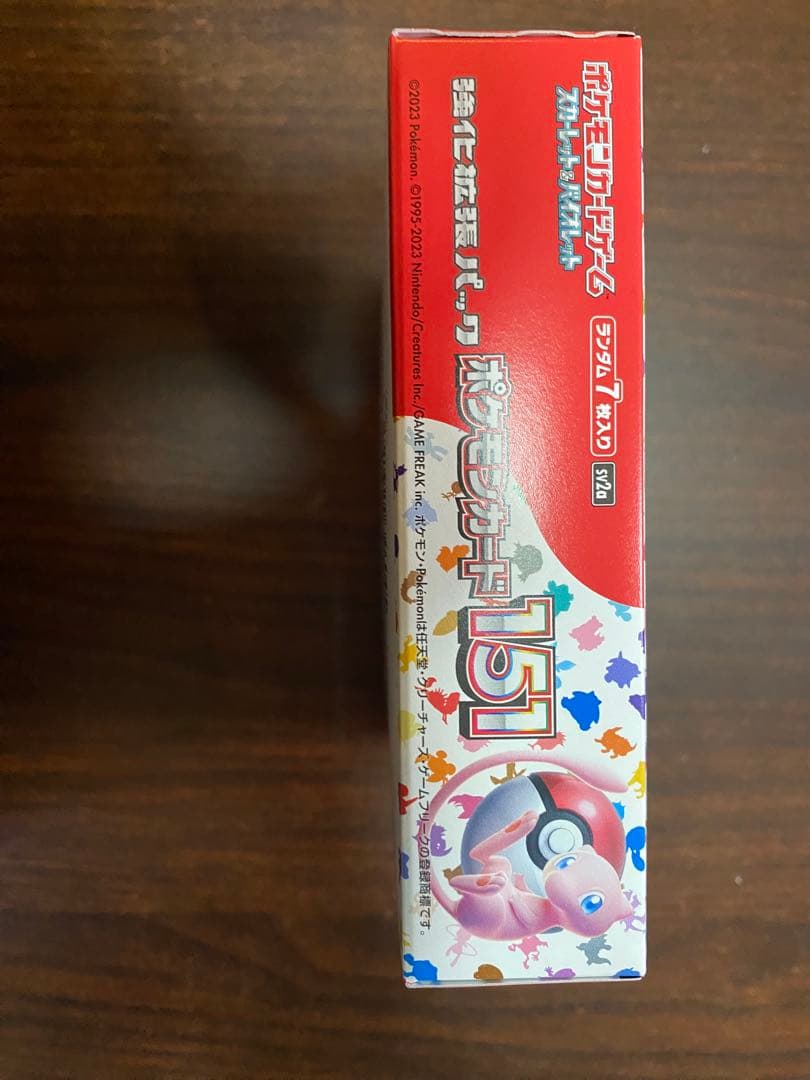 ポケモンカードゲーム
スカーレット&バイオレット
ランダム7枚入り
SV2a
強化拡張パック
ポケモンカード151
©2023 Pokémon. ©1995-2023 Nintendo/Creatures Inc./GAME FREAK inc. ポケモン・Pokémonは任天堂・クリーチャーズ・ゲームフリークの登録商標です。